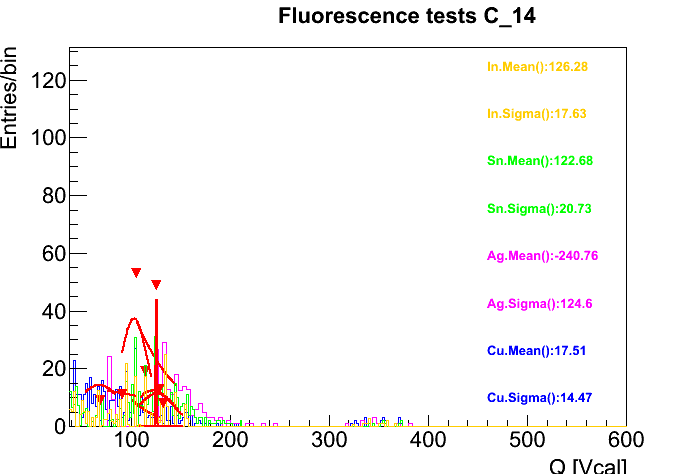 Fluorescence tests C_14
Entries/bin
120
100
80
60
40
20
0
In.Mean():126.28
In.Sigma():17.63
Sn.Mean():122.68
Sn.Sigma():20.73
Ag.Mean():-240.76
Ag.Sigma():124.6
Cu.Mean():17.51
Cu.Sigma():14.47
100 200 300 400 500 600
Q [Vcal]